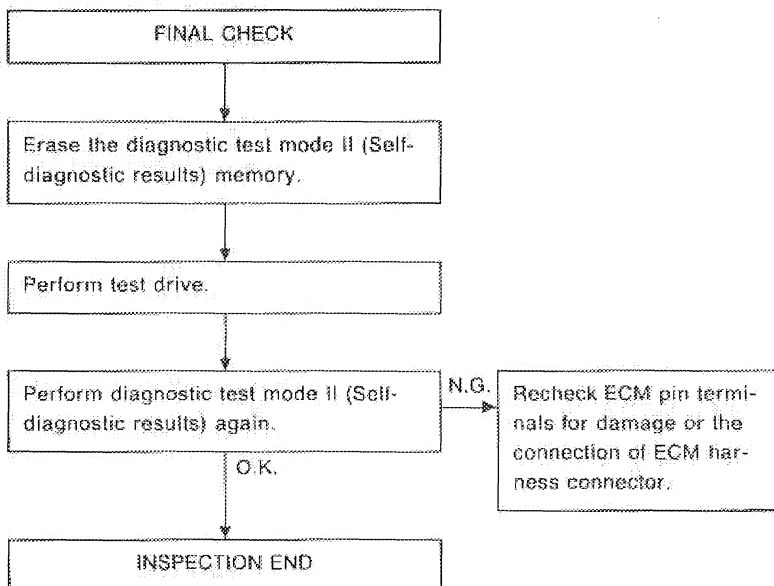 FINAL CHECK
Erase the diagnostic test mode II (Self-
diagnostic results) memory.
Perform test drive.
Perform diagnostic test mode II (Self-
diagnostic results) again.
N.G.
Recheck ECM pin termi-
nals for damage or the
connection of ECM har-
ness connector.
O.K.
INSPECTION END